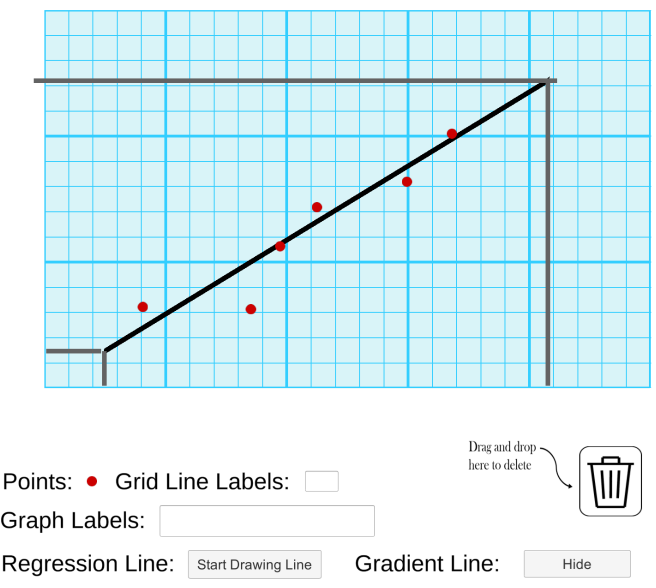 Drag and drop
here to delete
Points: Grid Line Labels:
Graph Labels:
Regression Line: Start Drawing Line Gradient Line: Hide